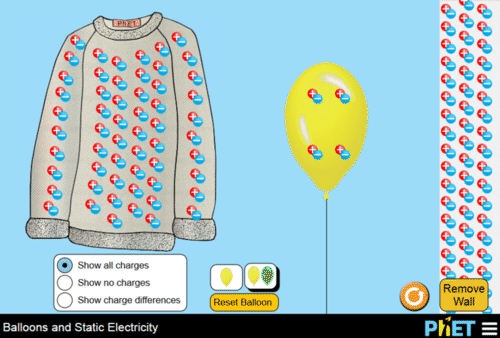 PhET
Show all charges
Show no charges
Show charge differences
Reset Balloon
Remove
Wall
Balloons and Static Electricity
PhET